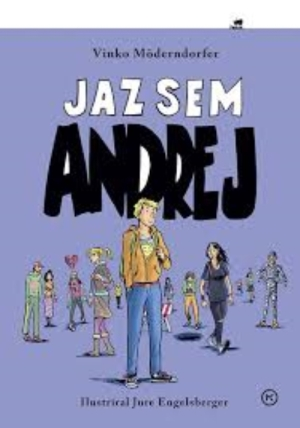 Vinko Möderndorfer
JAZ SEM
ANDREJ
Ilustriral Jure Engelsberger